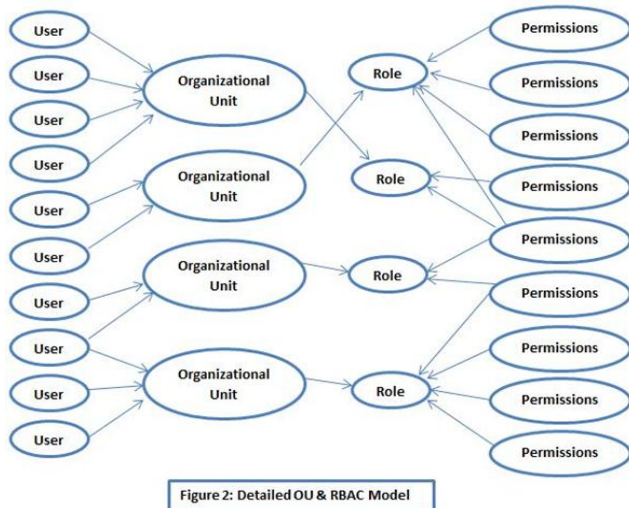 User
User
User
User
User
User
User
User
User
User
Organizational
Unit
Organizational
Unit
Organizational
Unit
Organizational
Unit
Role
Role
Role
Role
Permissions
Permissions
Permissions
Permissions
Permissions
Permissions
Permissions
Permissions
Permissions
Figure 2: Detailed OU & RBAC Model